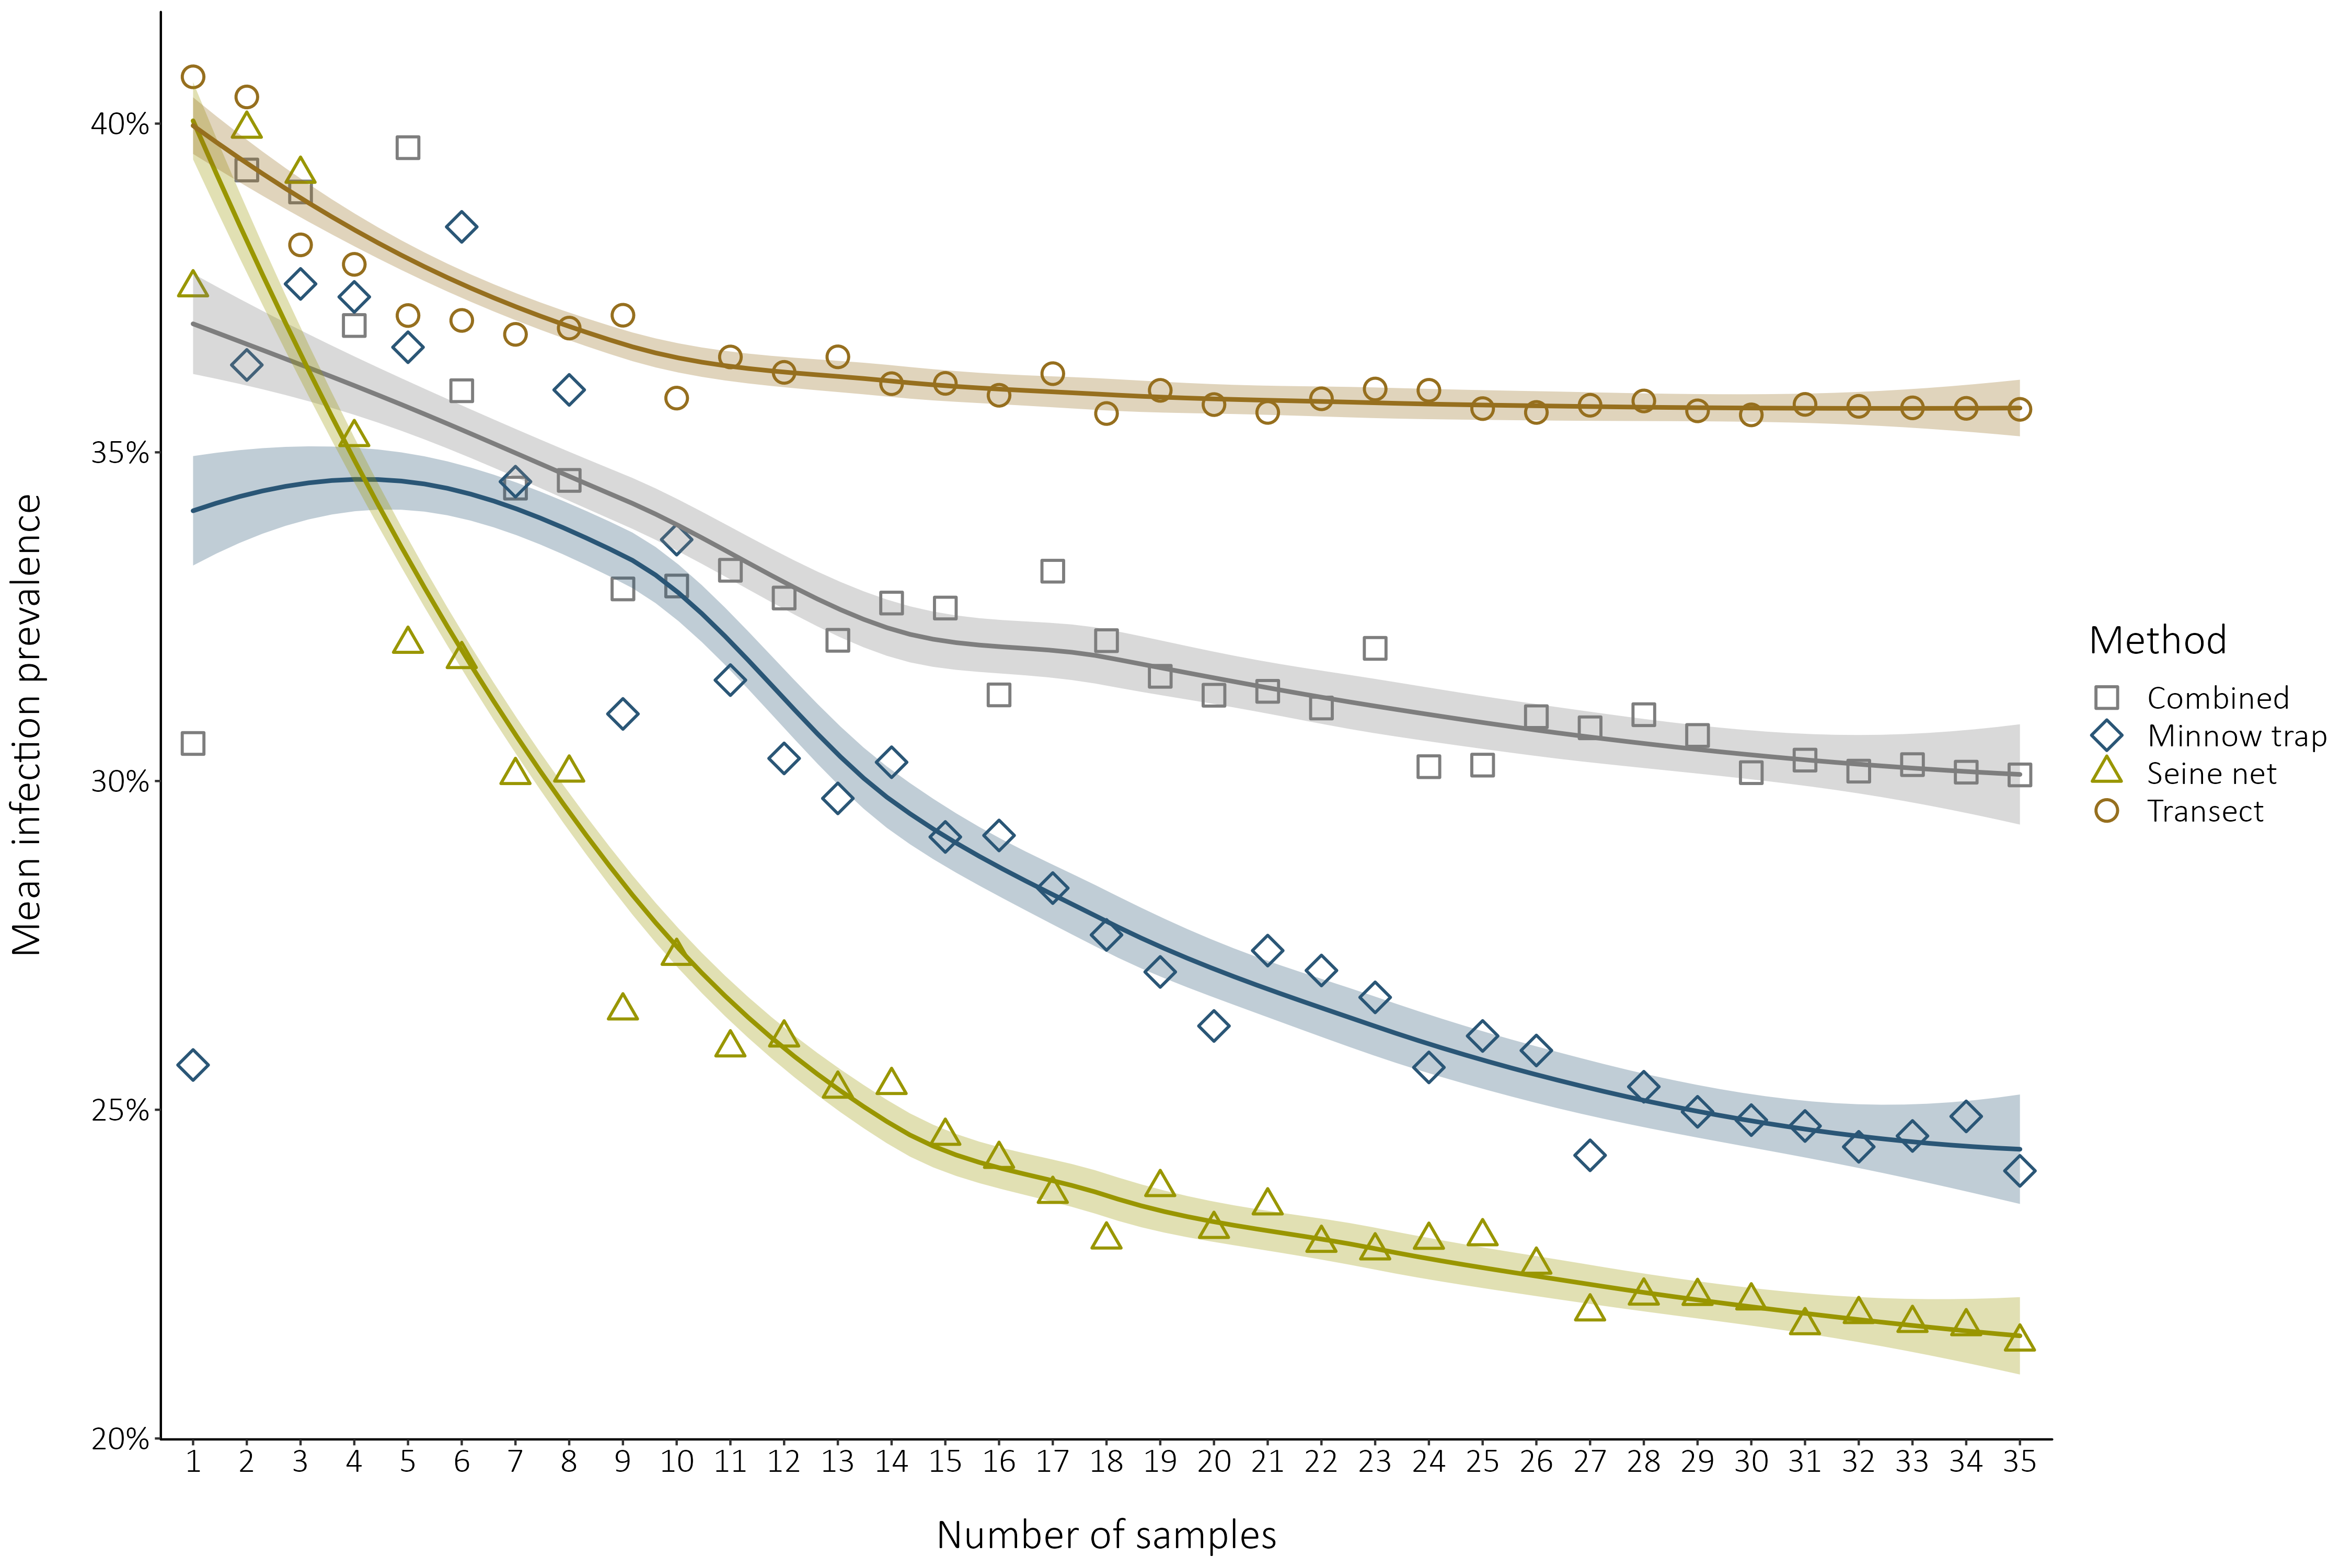 Mean infection prevalence
40%
35%
30%
25%
20%
1 2 3 4 5 6 7 8 9 10 11 12 13 14 15 16 17 18 19 20 21 22 23 24 25 26 27 28 29 30 31 32 33 34 35
Number of samples
Method
Combined
Minnow trap
Seine net
Transect